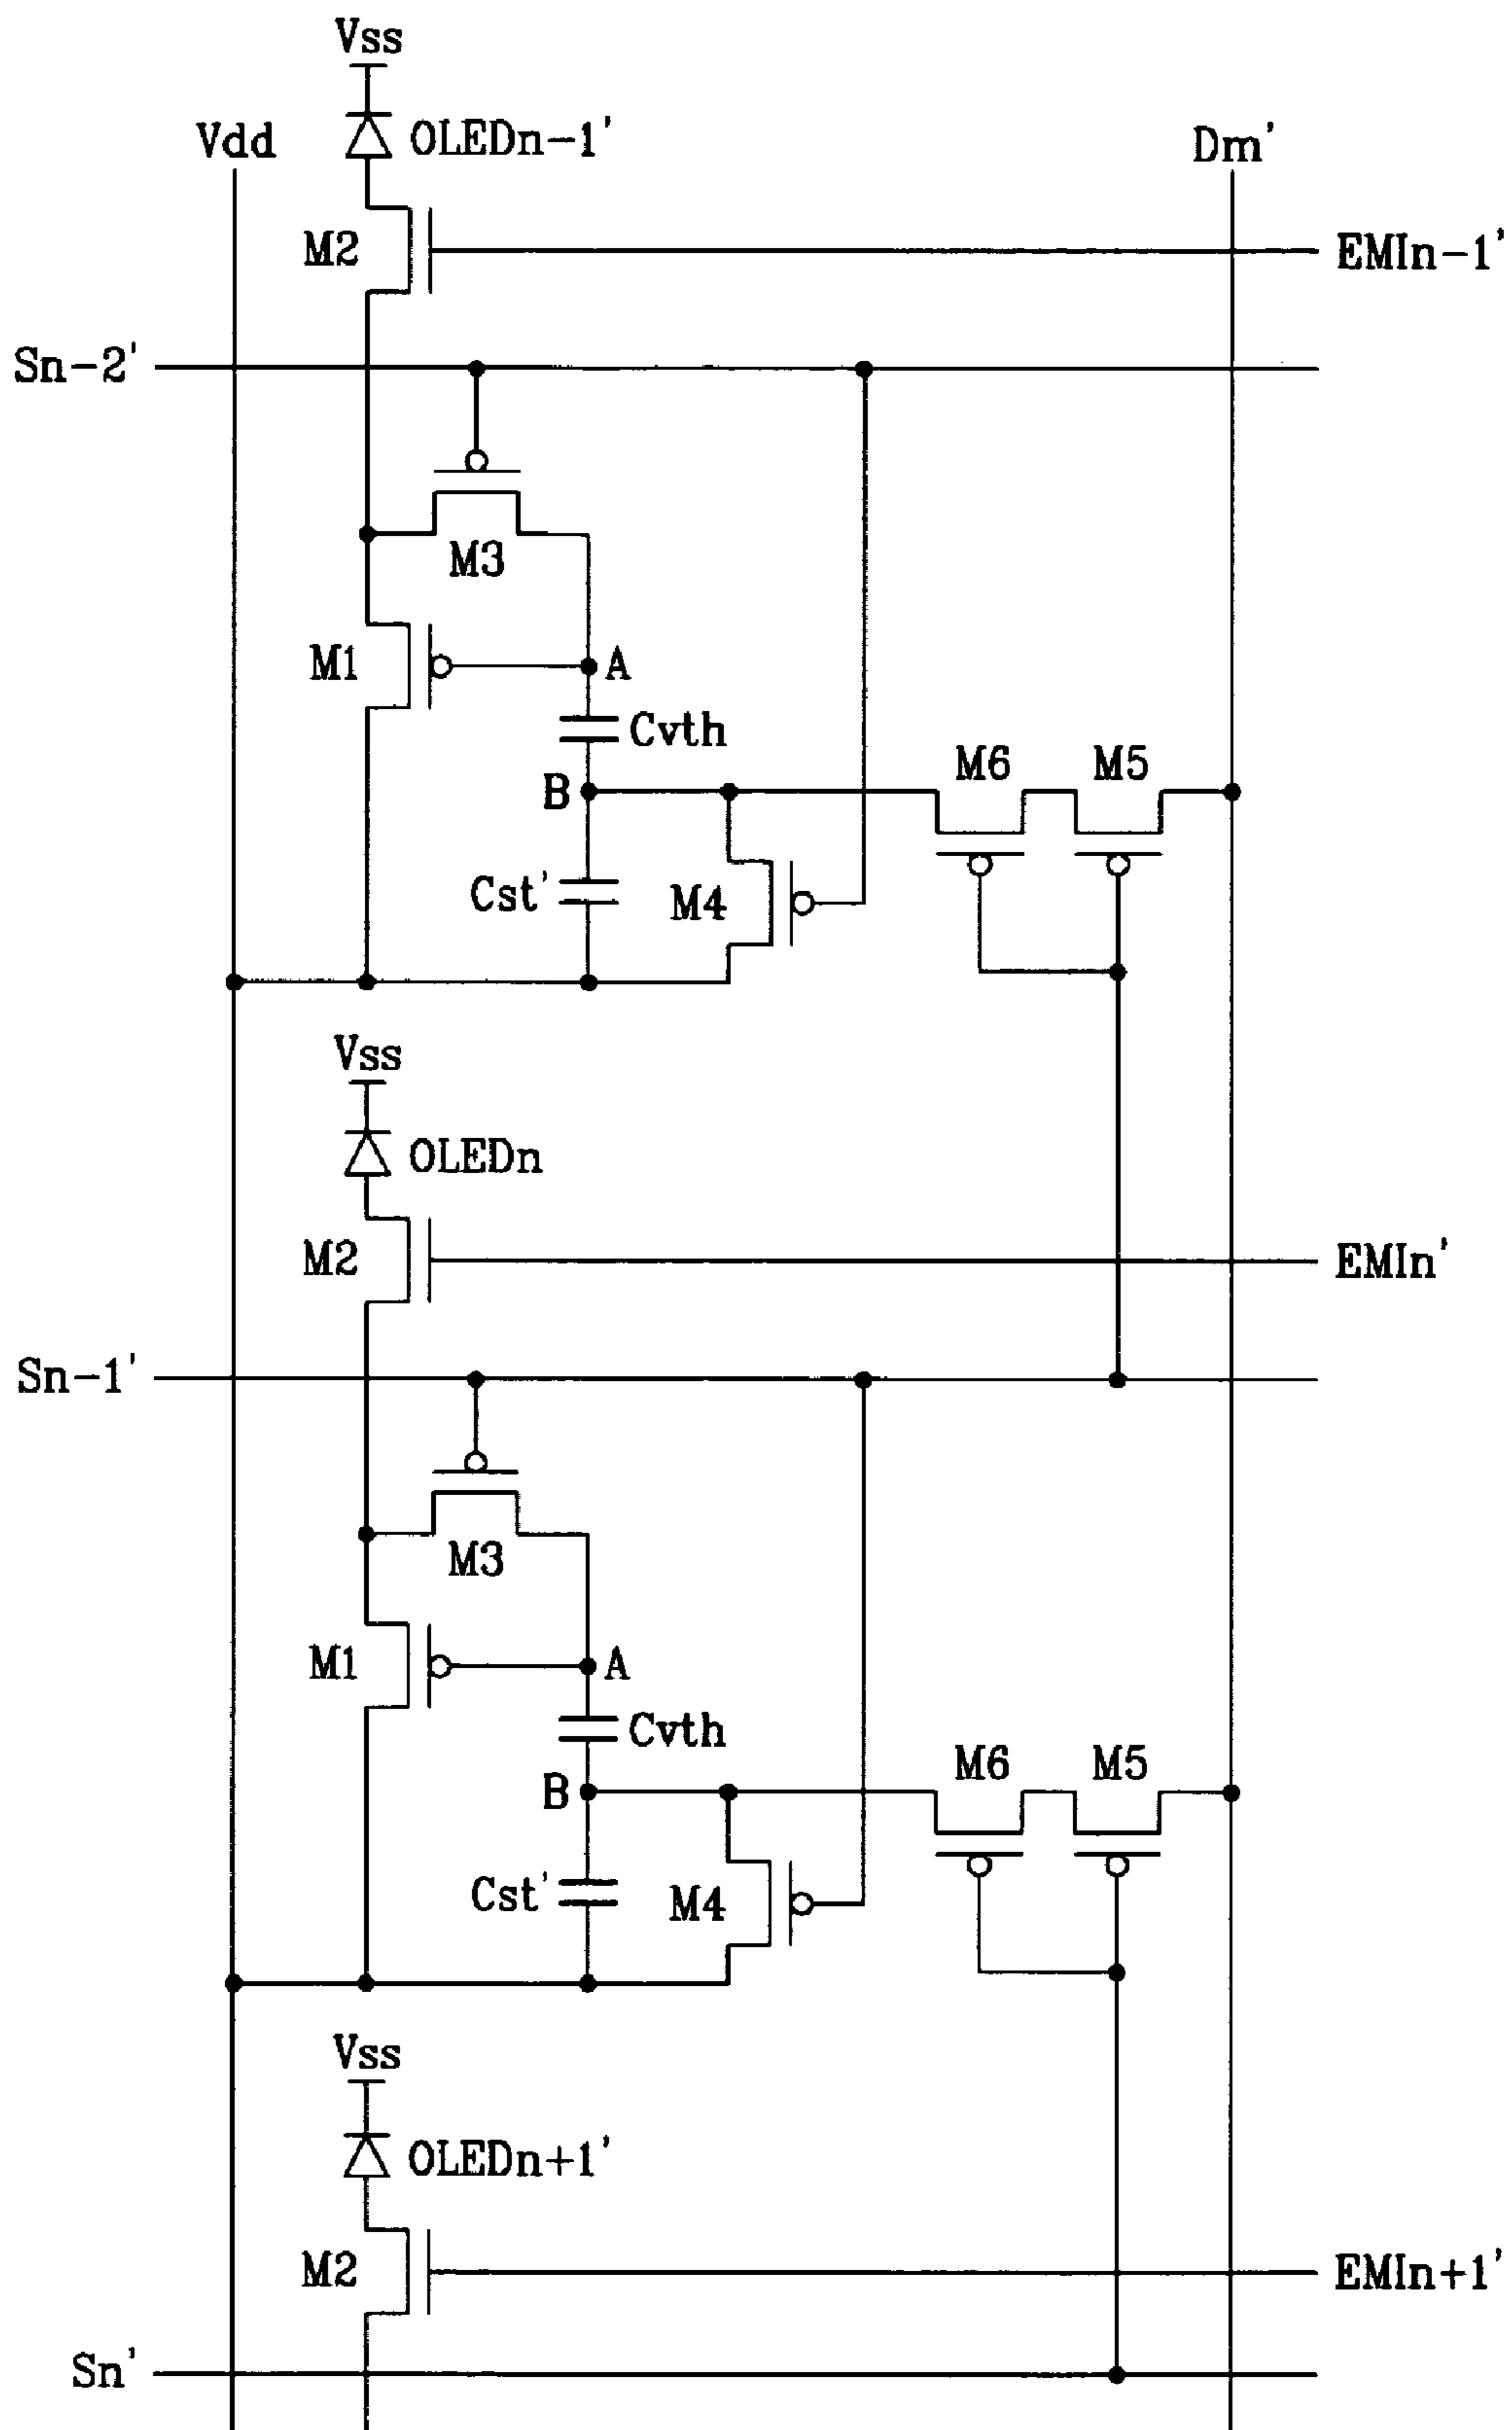 Vss
Vdd
OLEDn-1'
Dm'
M2
EMIn-1'
Sn-2'
M3
M1
A
Cvth
M6
M5
B
Cst'
M4
Vss
OLEDn
M2
EMIn'
Sn-1'
M3
M1
A
Cvth
M6
M5
B
Cst'
M4
Vss
OLEDn+1'
M2
EMIn+1'
Sn'